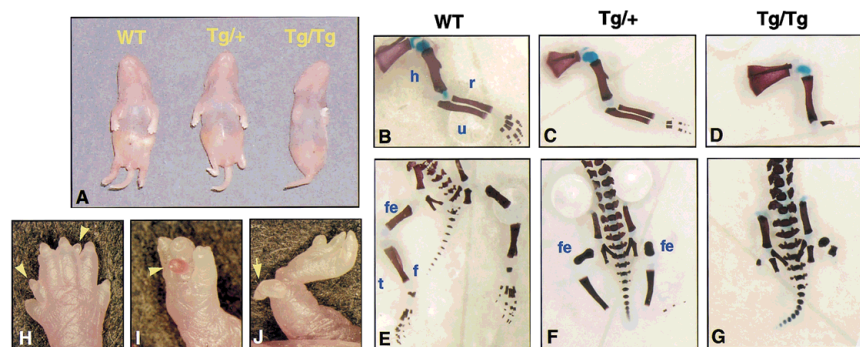 WT Tg/+ Tg/Tg
WT Tg/+ Tg/Tg
A
h r
u
B
C
D
fe
t f
E
fe fe
F
G
H
I
J